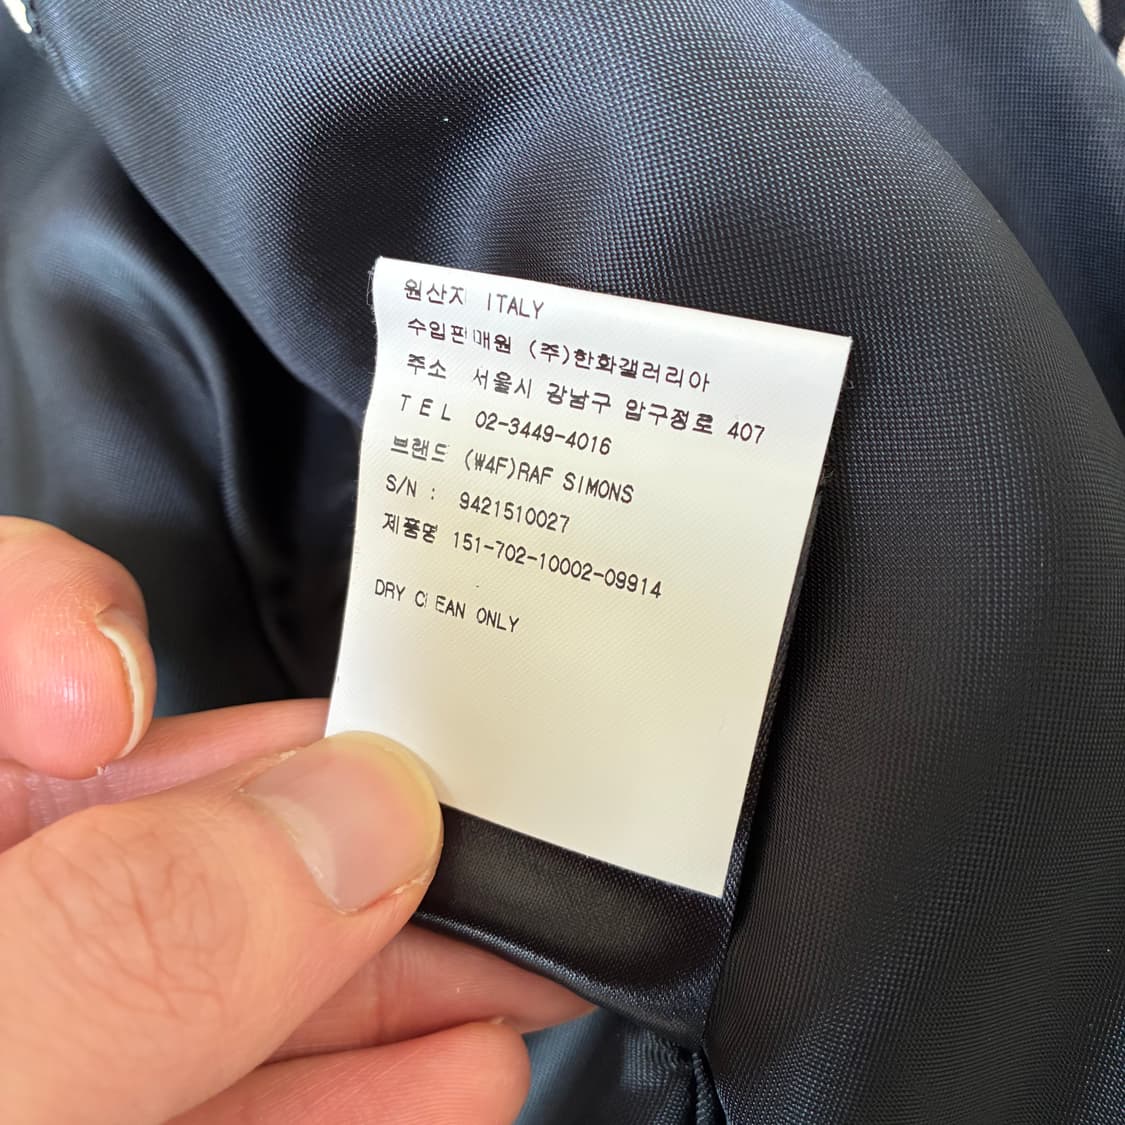 원산지 ITALY
수입판매원 (주)한화갤러리아
주소 서울시 강남구 압구정로 407
TEL 02-3449-4016
브랜드 (W4F)RAF SIMONS
S/N : 9421510027
제품명 151-702-10002-09914
DRY CLEAN ONLY